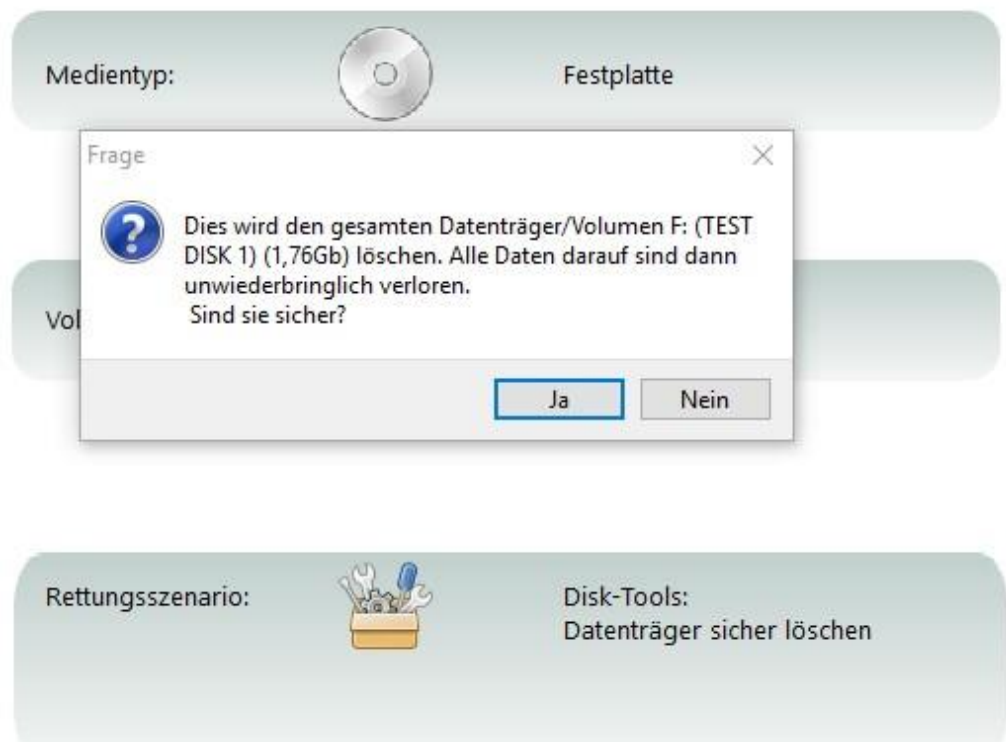 Medientyp:
Festplatte
Frage
Dies wird den gesamten Datenträger/Volumen F: (TEST
DISK 1) (1,76Gb) löschen. Alle Daten darauf sind dann
unwiederbringlich verloren.
Sind sie sicher?
Vol
Ja
Nein
Rettungsszenario:
Disk-Tools:
Datenträger sicher löschen